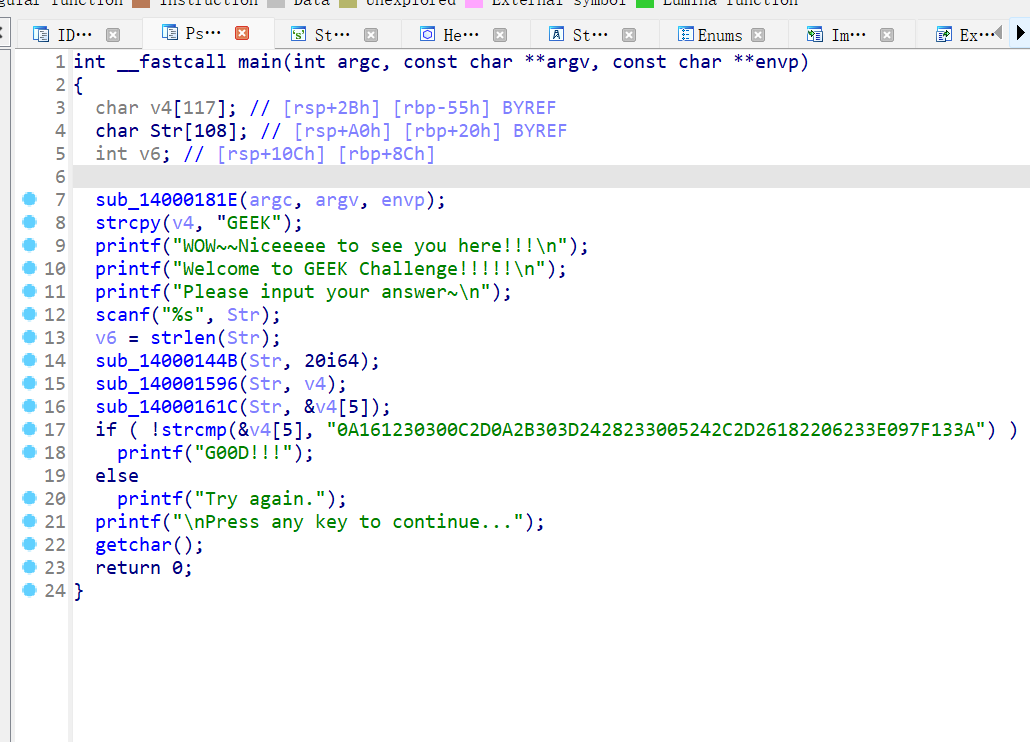 gular function Instruction Data Unexplored External symbol Lumina function
ID··· Ps··· St··· He··· St··· Enums Im··· Ex···
1 int __fastcall main(int argc, const char **argv, const char **envp)
2 {
3   char v4[117]; // [rsp+2Bh] [rbp-55h] BYREF
4   char Str[108]; // [rsp+A0h] [rbp+20h] BYREF
5   int v6; // [rsp+10Ch] [rbp+8Ch]
6
7   sub_14000181E(argc, argv, envp);
8   strcpy(v4, "GEEK");
9   printf("WOW~~Niceeeee to see you here!!!\n");
10   printf("Welcome to GEEK Challenge!!!!!\n");
11   printf("Please input your answer~\n");
12   scanf("%s", Str);
13   v6 = strlen(Str);
14   sub_14000144B(Str, 20i64);
15   sub_140001596(Str, v4);
16   sub_14000161C(Str, &v4[5]);
17   if ( !strcmp(&v4[5], "0A161230300C2D0A2B303D2428233005242C2D26182206233E097F133A") )
18     printf("G00D!!!");
19   else
20     printf("Try again.");
21   printf("\nPress any key to continue...");
22   getchar();
23   return 0;
24 }